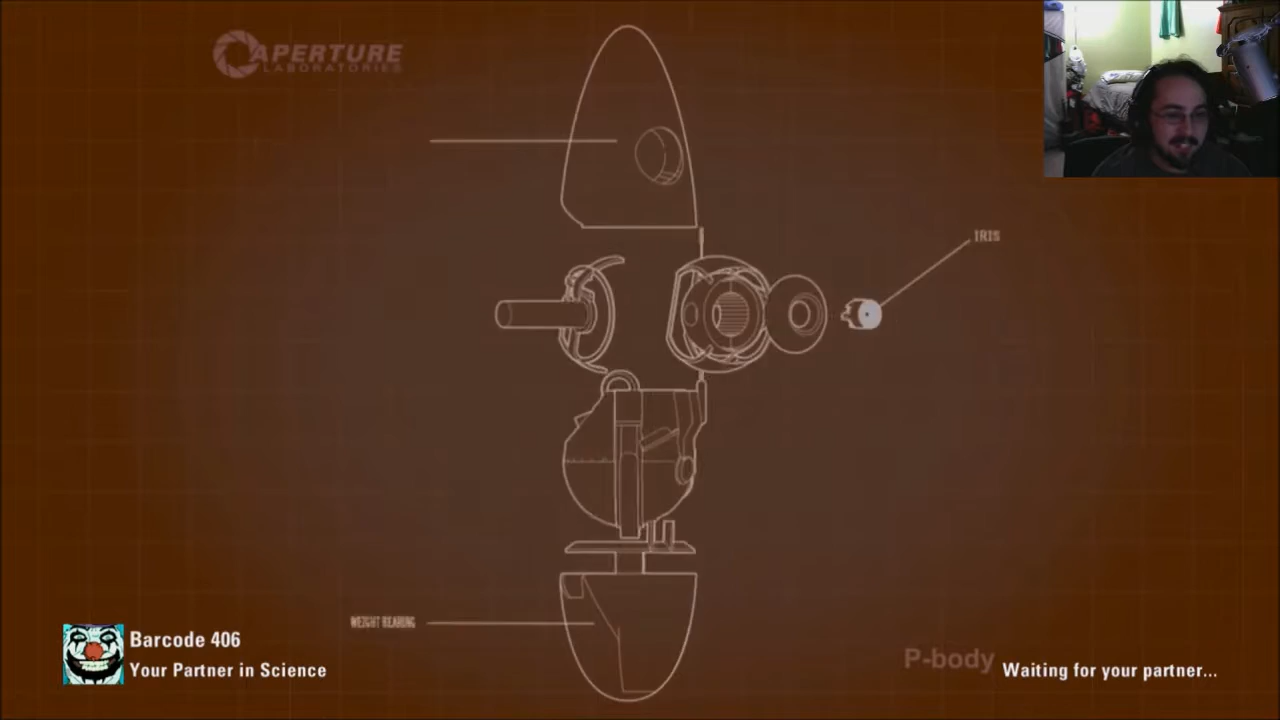 APERTURE
LABORATORIES
IRIS
WEIGHT BEARING
Barcode 406
Your Partner in Science
P-body
Waiting for your partner...